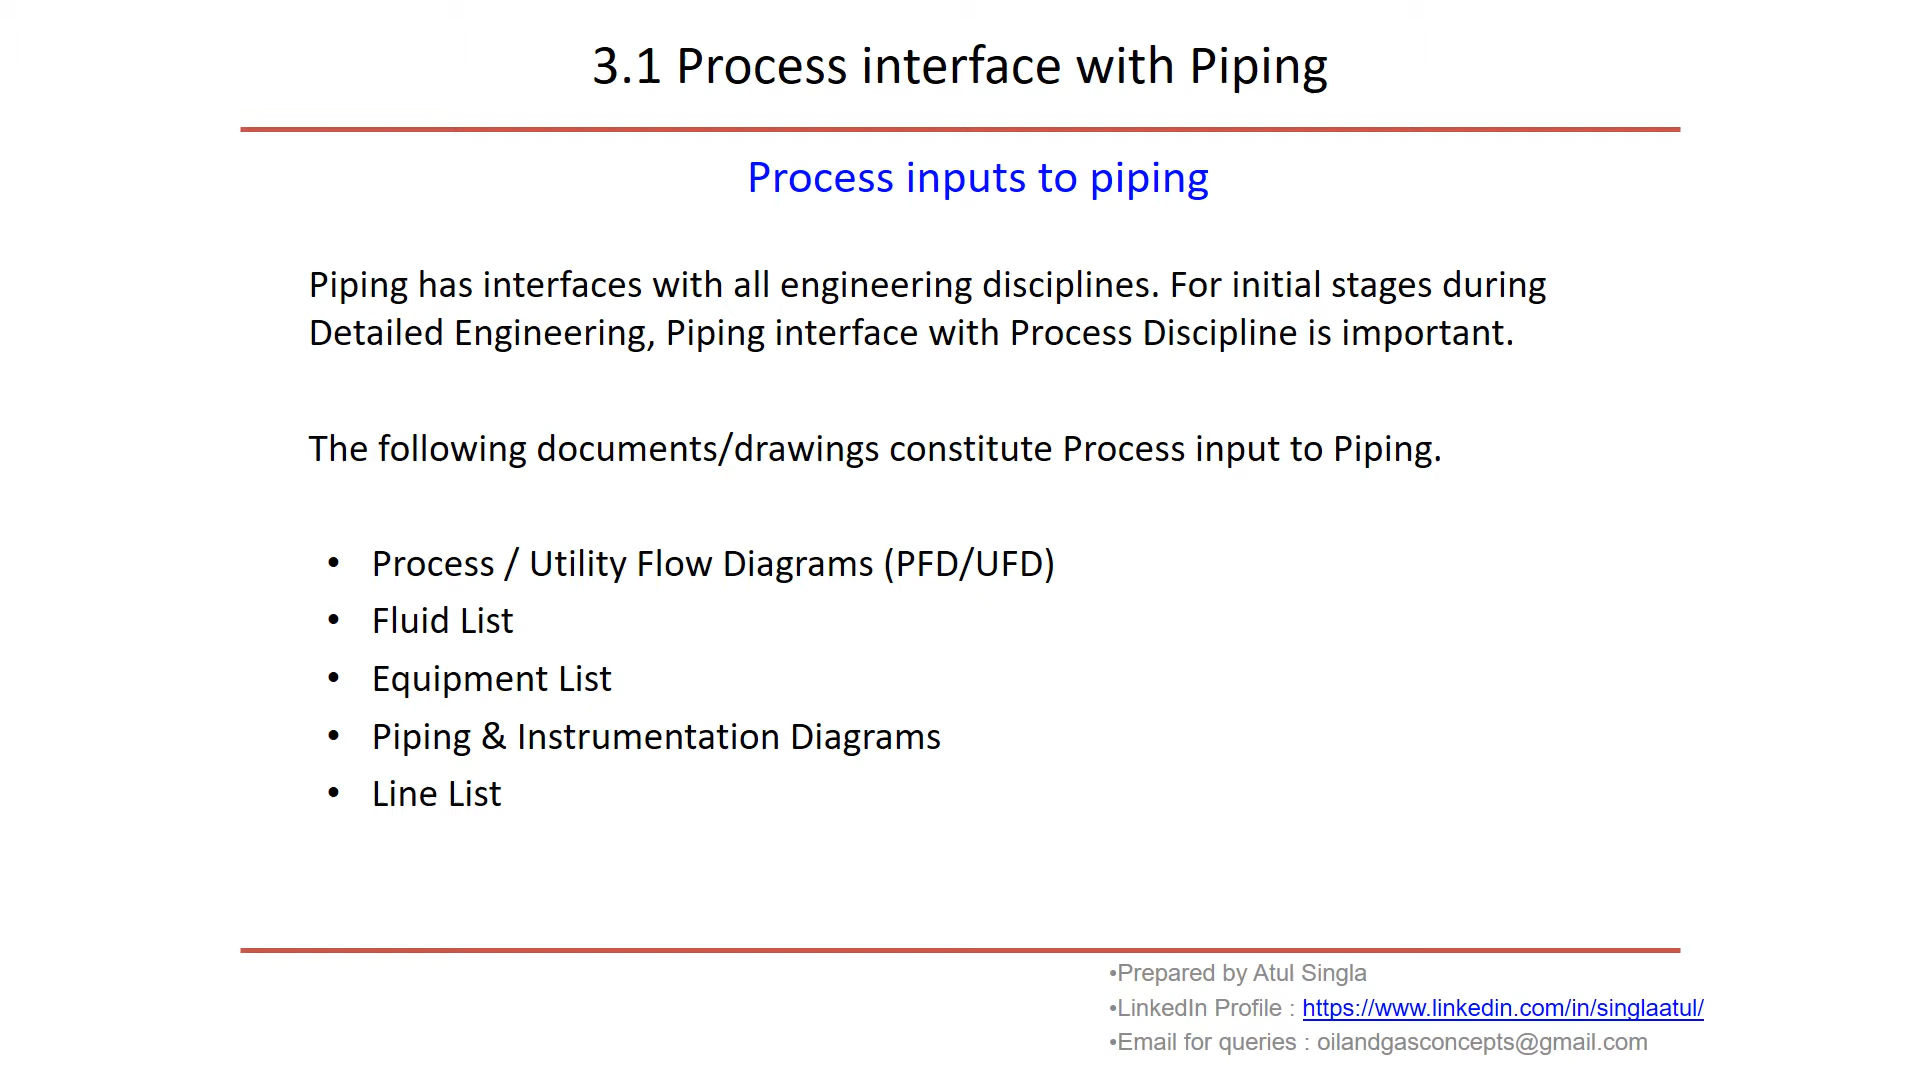 3.1 Process interface with Piping
Process inputs to piping
Piping has interfaces with all engineering disciplines. For initial stages during
Detailed Engineering, Piping interface with Process Discipline is important.
The following documents/drawings constitute Process input to Piping.
• Process / Utility Flow Diagrams (PFD/UFD)
• Fluid List
• Equipment List
• Piping & Instrumentation Diagrams
• Line List
•Prepared by Atul Singla
•LinkedIn Profile : https://www.linkedin.com/in/singlaatul/
•Email for queries : oilandgasconcepts@gmail.com